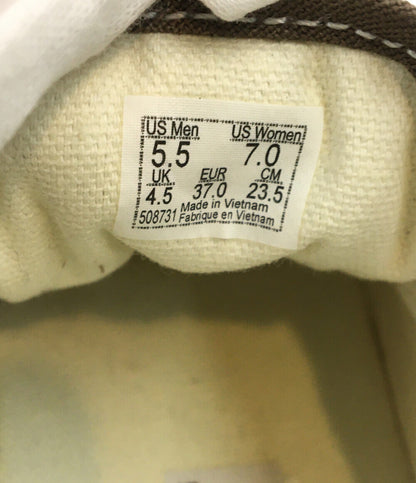 US Men US Women
5.5 7.0
UK EUR CM
4.5 37.0 23.5
Made in Vietnam
508731 Fabrique en Vietnam